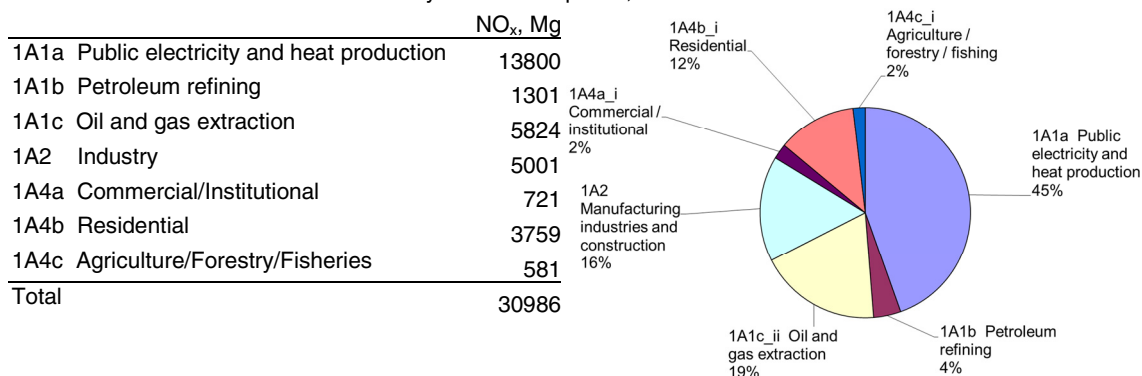 NOₓ, Mg
1A1a Public electricity and heat production 13800
1A1b Petroleum refining 1301
1A1c Oil and gas extraction 5824
1A2 Industry 5001
1A4a Commercial/Institutional 721
1A4b Residential 3759
1A4c Agriculture/Forestry/Fisheries 581
Total 30986
1A4b_i
Residential
12%
1A4c_i
Agriculture /
forestry / fishing
2%
1A4a_i
Commercial /
institutional
2%
1A1a Public
electricity and
heat production
45%
1A2
Manufacturing
industries and
construction
16%
1A1c_ii Oil and
gas extraction
19%
1A1b Petroleum
refining
4%